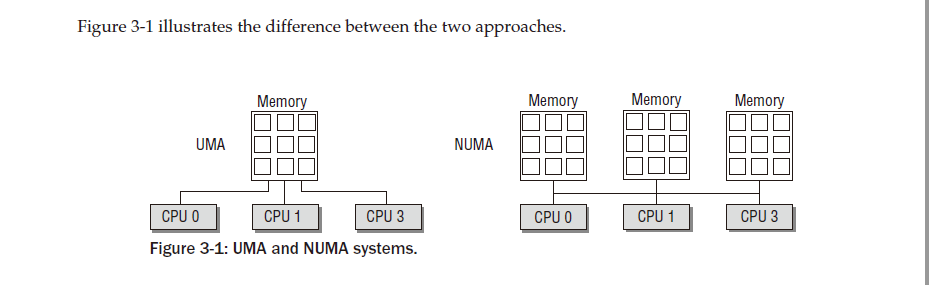 Figure 3-1 illustrates the difference between the two approaches.
Memory
UMA
CPU 0
CPU 1
CPU 3
Memory
Memory
Memory
NUMA
CPU 0
CPU 1
CPU 3
Figure 3-1: UMA and NUMA systems.